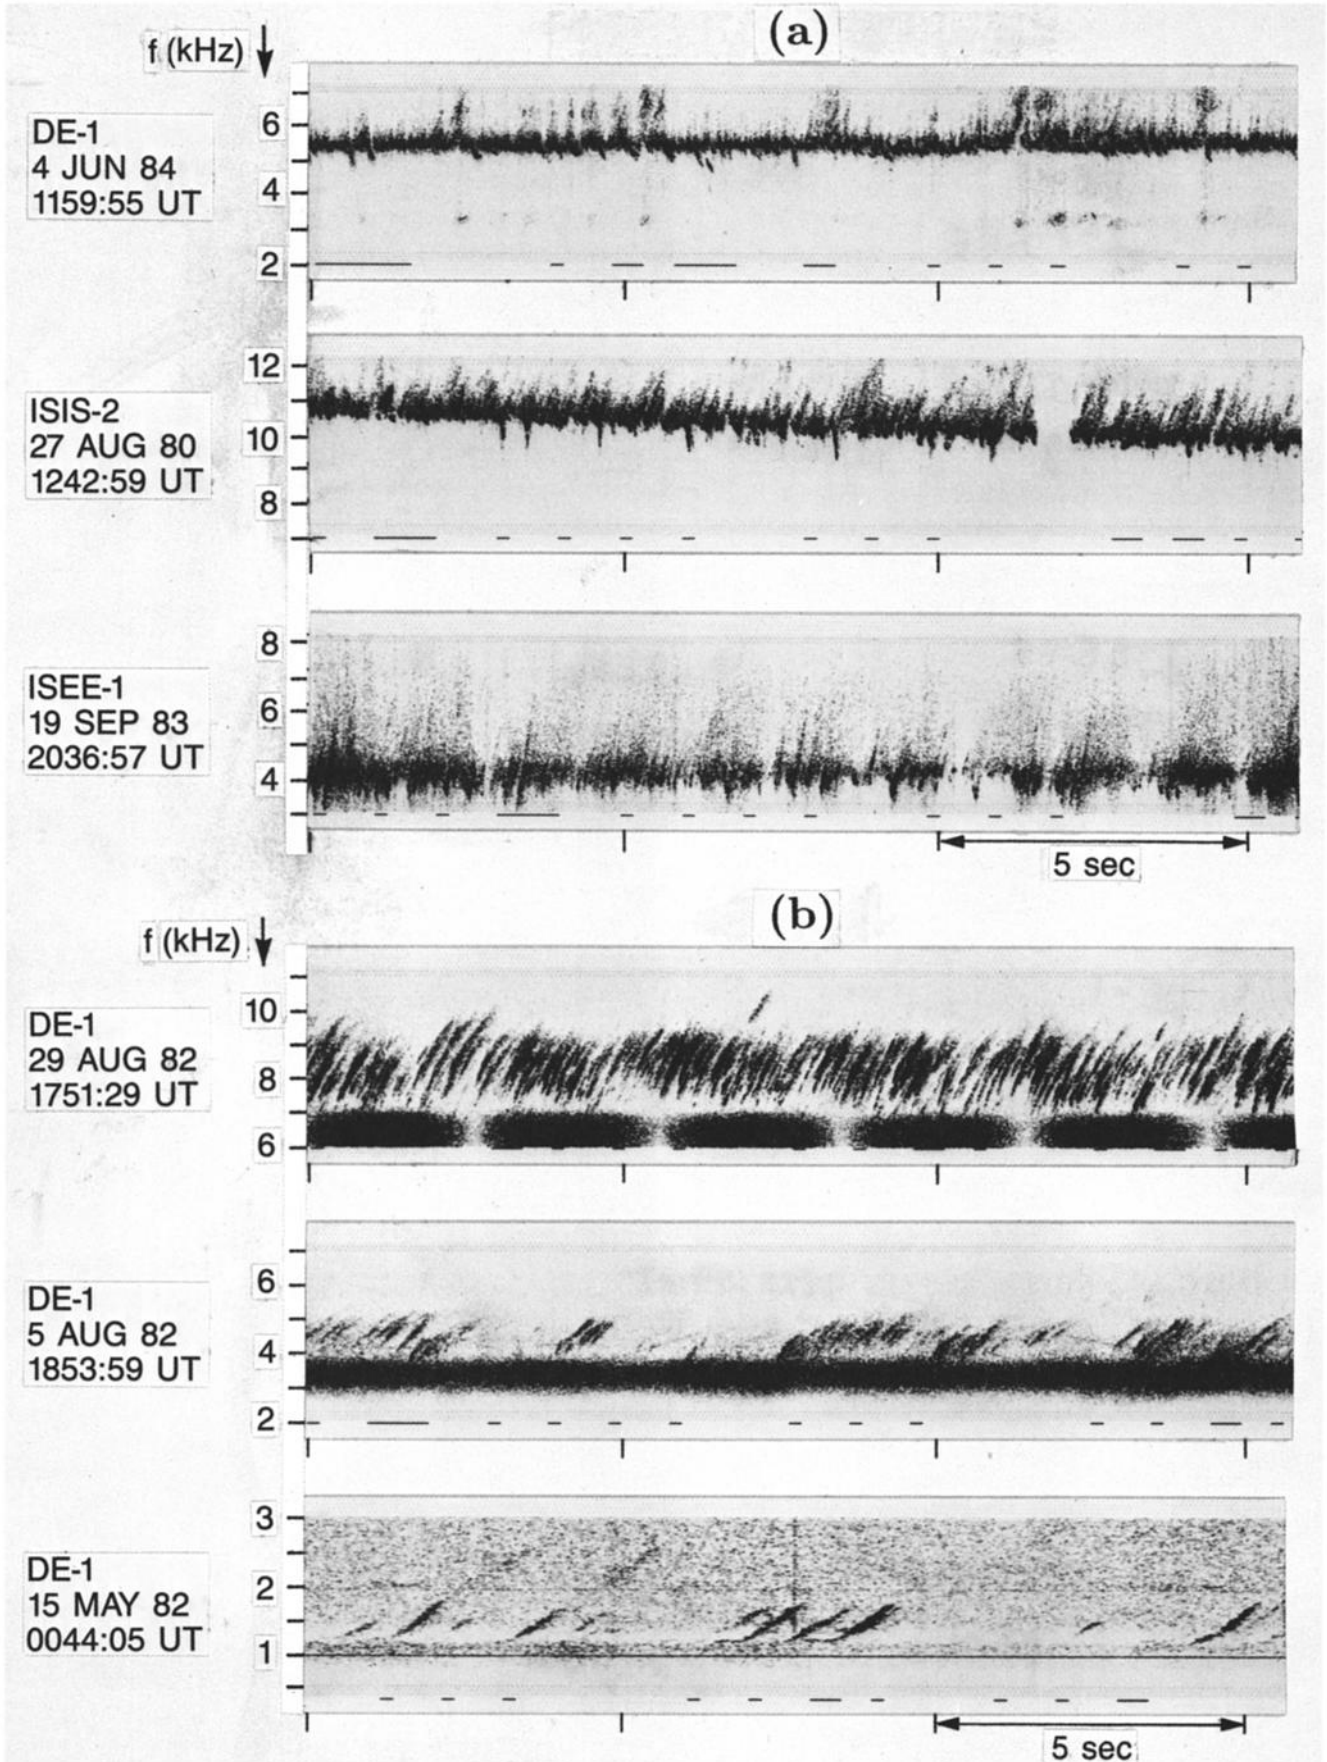 (a)
f (kHz)
DE-1
4 JUN 84
1159:55 UT
6
4
2
ISIS-2
27 AUG 80
1242:59 UT
12
10
8
ISEE-1
19 SEP 83
2036:57 UT
8
6
4
5 sec
(b)
f (kHz)
DE-1
29 AUG 82
1751:29 UT
10
8
6
DE-1
5 AUG 82
1853:59 UT
6
4
2
DE-1
15 MAY 82
0044:05 UT
3
2
1
5 sec